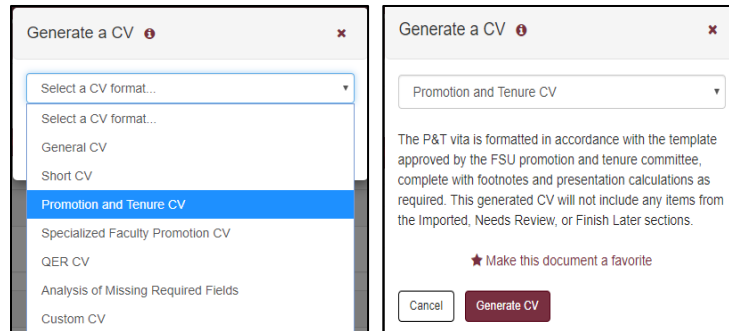 Generate a CV
Select a CV format...
Select a CV format...
General CV
Short CV
Promotion and Tenure CV
Specialized Faculty Promotion CV
QER CV
Analysis of Missing Required Fields
Custom CV
Generate a CV
Promotion and Tenure CV
The P&T vita is formatted in accordance with the template
approved by the FSU promotion and tenure committee,
complete with footnotes and presentation calculations as
required. This generated CV will not include any items from
the Imported, Needs Review, or Finish Later sections.
Make this document a favorite
Cancel Generate CV